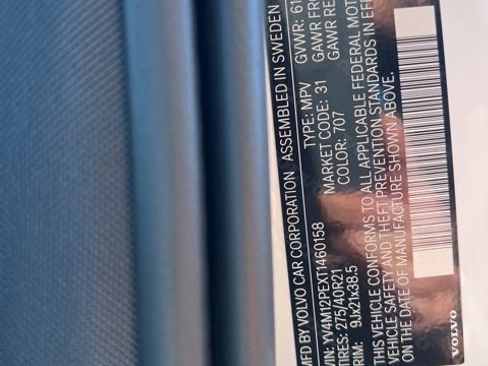 MFD BY VOLVO CAR CORPORATION ASSEMBLED IN SWEDEN
VIN: YV4M12PEXT1460158 TYPE: MPV GVWR: 61
TIRES: 275/40R21 MARKET CODE: 31 GAWR FR
RIM: 9Jx21x38.5 COLOR: 707 GAWR RE
THIS VEHICLE CONFORMS TO ALL APPLICABLE FEDERAL MOT
VEHICLE SAFETY AND THEFT PREVENTION STANDARDS IN EFF
ON THE DATE OF MANUFACTURE SHOWN ABOVE.
VOLVO